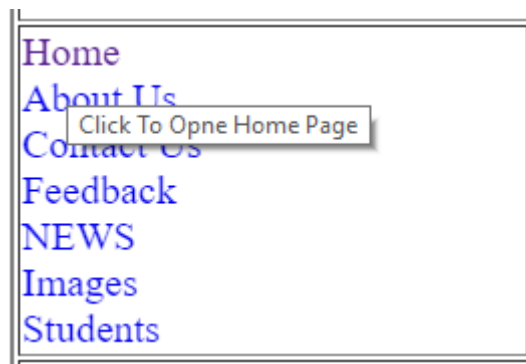 Home
About Us
Click To Opne Home Page
Contact Us
Feedback
NEWS
Images
Students